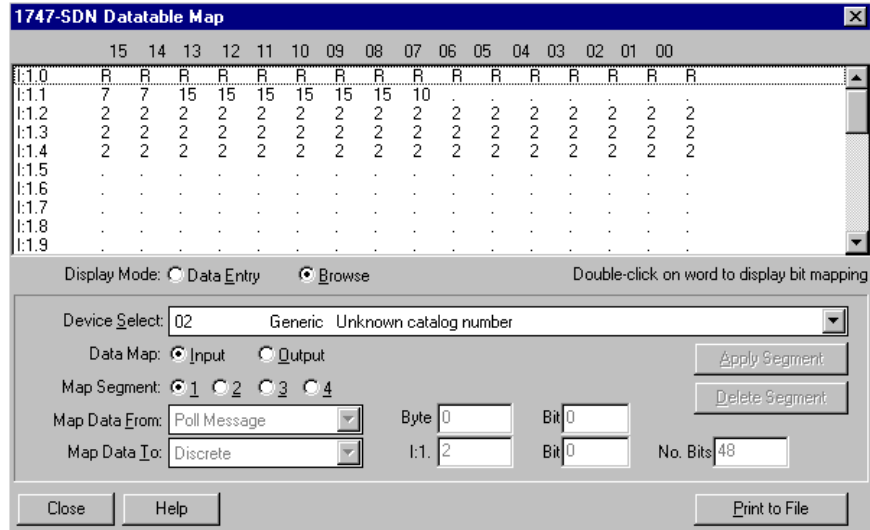 1747-SDN Datatable Map
15 14 13 12 11 10 09 08 07 06 05 04 03 02 01 00
I:1.0 R R R R R R R R R R R R R R R R
I:1.1 7 7 15 15 15 15 15 15 10 . . . . . . .
I:1.2 2 2 2 2 2 2 2 2 2 2 2 2 2 2 2 2
I:1.3 2 2 2 2 2 2 2 2 2 2 2 2 2 2 2 2
I:1.4 2 2 2 2 2 2 2 2 2 2 2 2 2 2 2 2
I:1.5 . . . . . . . . . . . . . . . .
I:1.6 . . . . . . . . . . . . . . . .
I:1.7 . . . . . . . . . . . . . . . .
I:1.8 . . . . . . . . . . . . . . . .
I:1.9 . . . . . . . . . . . . . . . .
Display Mode: Data Entry Browse Double-click on word to display bit mapping
Device Select: 02 Generic Unknown catalog number
Data Map: Input Output Apply Segment
Map Segment: 1 2 3 4 Delete Segment
Map Data From: Poll Message Byte 0 Bit 0
Map Data To: Discrete I:1. 2 Bit 0 No. Bits 48
Close Help Print to File